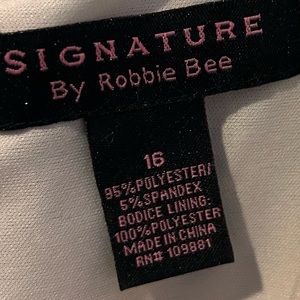 SIGNATURE
By Robbie Bee
16
95%POLYESTER/
5%SPANDEX
BODICE LINING:
100%POLYESTER
MADE IN CHINA
RN# 109881